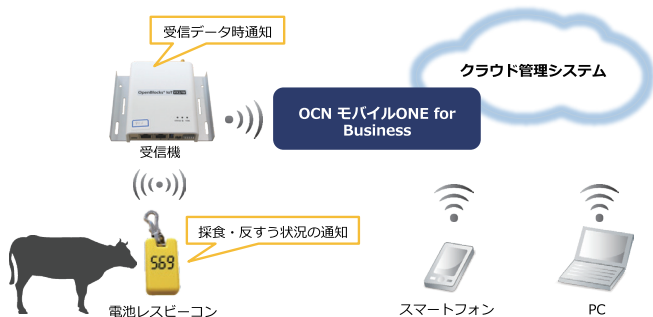 受信データ時通知
クラウド管理システム
OpenBlocks IoT
OCN モバイルONE for
Business
受信機
採食・反すう状況の通知
569
電池レスビーコン
スマートフォン
PC